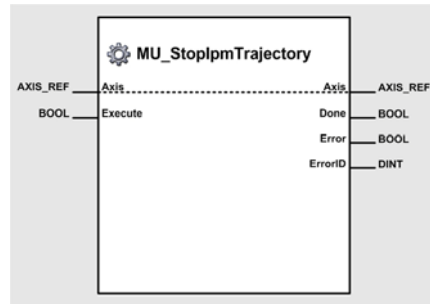 MU_StopIpmTrajectory
AXIS_REF Axis Axis AXIS_REF
BOOL Execute Done BOOL
Error BOOL
ErrorID DINT